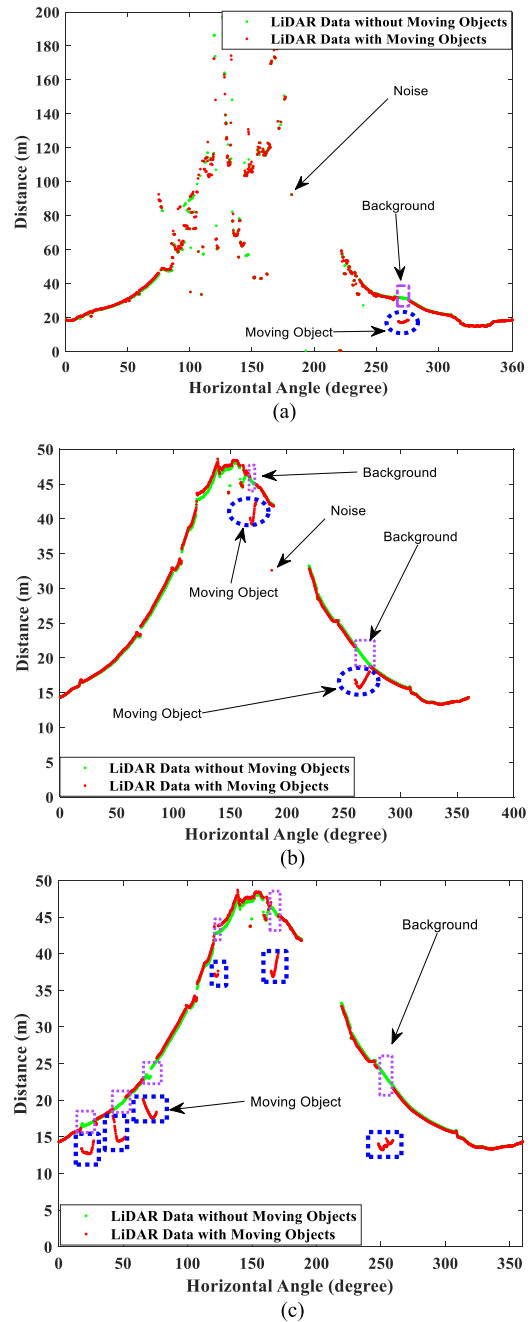 200
180
160
140
120
100
80
60
40
20
0
Distance (m)
LiDAR Data without Moving Objects
LiDAR Data with Moving Objects
Noise
Background
Moving Object
0 50 100 150 200 250 300 360
Horizontal Angle (degree)
(a)
50
45
40
35
30
25
20
15
10
5
0
Distance (m)
Background
Noise
Moving Object
Background
Moving Object
LiDAR Data without Moving Objects
LiDAR Data with Moving Objects
0 50 100 150 200 250 300 350 400
Horizontal Angle (degree)
(b)
50
45
40
35
30
25
20
15
10
5
0
Distance (m)
Background
Moving Object
LiDAR Data without Moving Objects
LiDAR Data with Moving Objects
0 50 100 150 200 250 300 360
Horizontal Angle (degree)
(c)